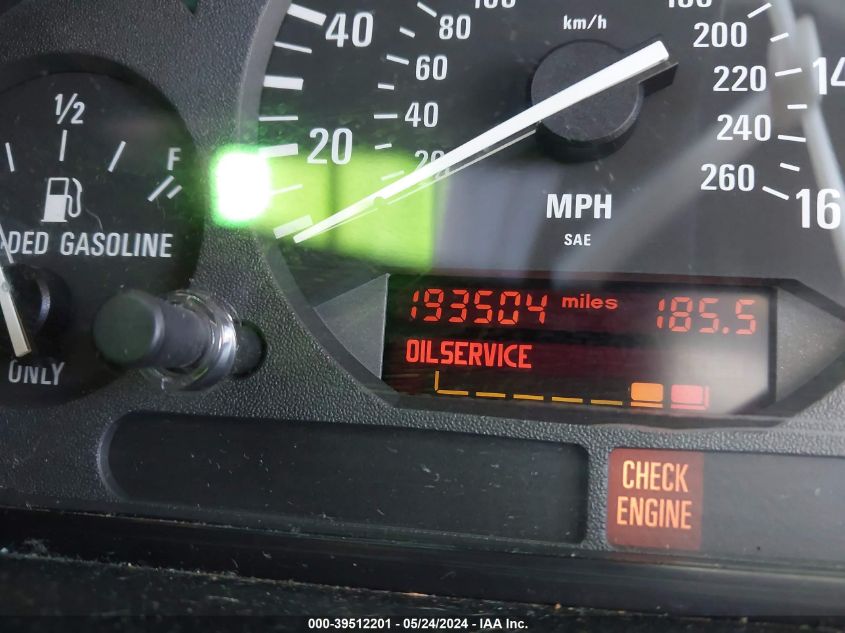 100
180
40
80
km/h
200
60
220
14
1/2
40
240
F
20
20
260
16
MPH
SAE
DED GASOLINE
193504 miles 185.5
OILSERVICE
ONLY
CHECK
ENGINE
000-39512201 - 05/24/2024 - IAA Inc.